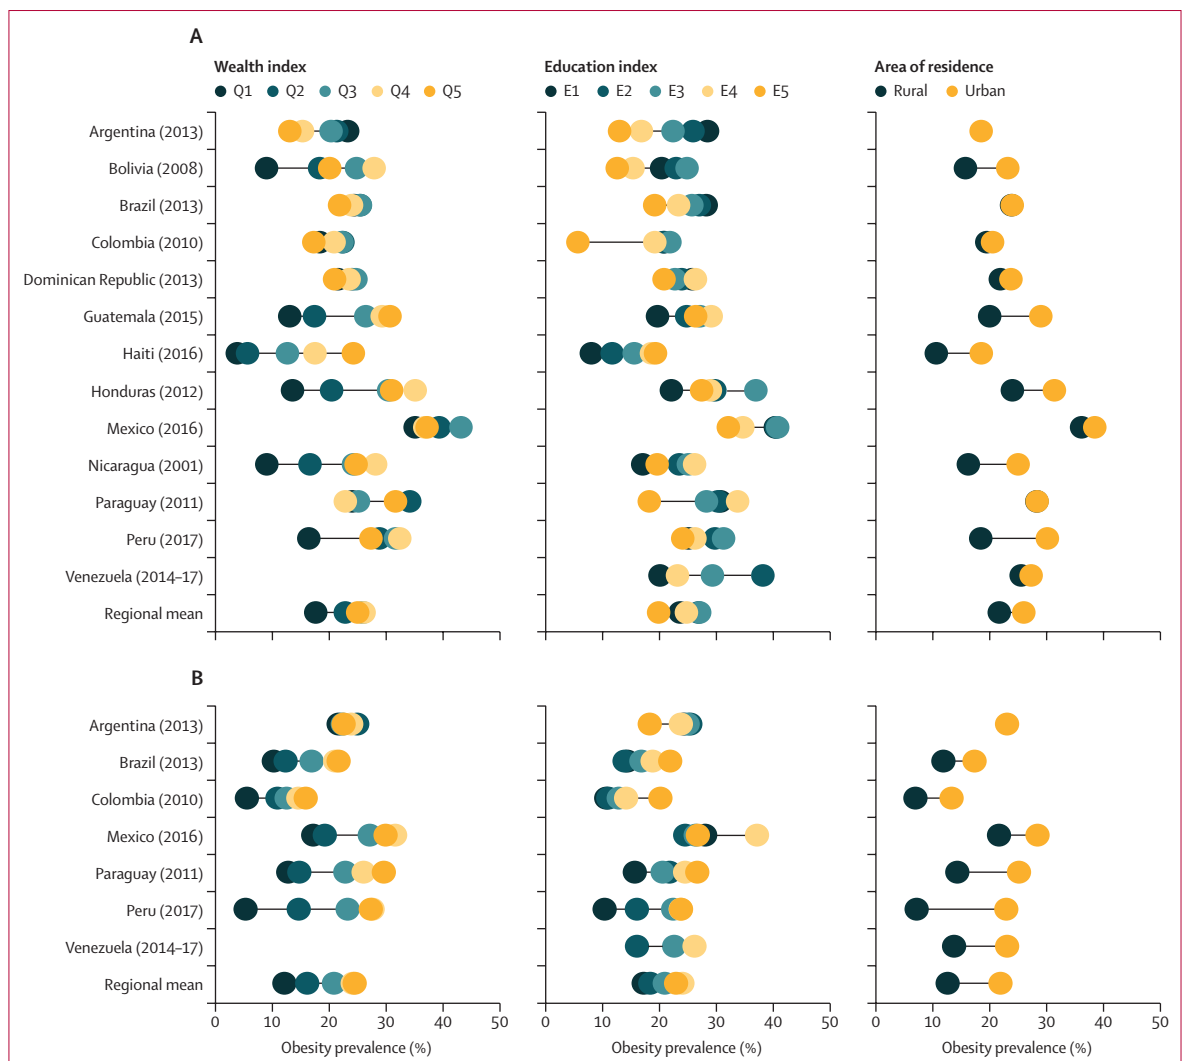 A
Wealth index
Q1 Q2 Q3 Q4 Q5
Education index
E1 E2 E3 E4 E5
Area of residence
Rural Urban
Argentina (2013)
Bolivia (2008)
Brazil (2013)
Colombia (2010)
Dominican Republic (2013)
Guatemala (2015)
Haiti (2016)
Honduras (2012)
Mexico (2016)
Nicaragua (2001)
Paraguay (2011)
Peru (2017)
Venezuela (2014–17)
Regional mean
B
Argentina (2013)
Brazil (2013)
Colombia (2010)
Mexico (2016)
Paraguay (2011)
Peru (2017)
Venezuela (2014–17)
Regional mean
0 10 20 30 40 50
Obesity prevalence (%)
0 10 20 30 40 50
Obesity prevalence (%)
0 10 20 30 40 50
Obesity prevalence (%)